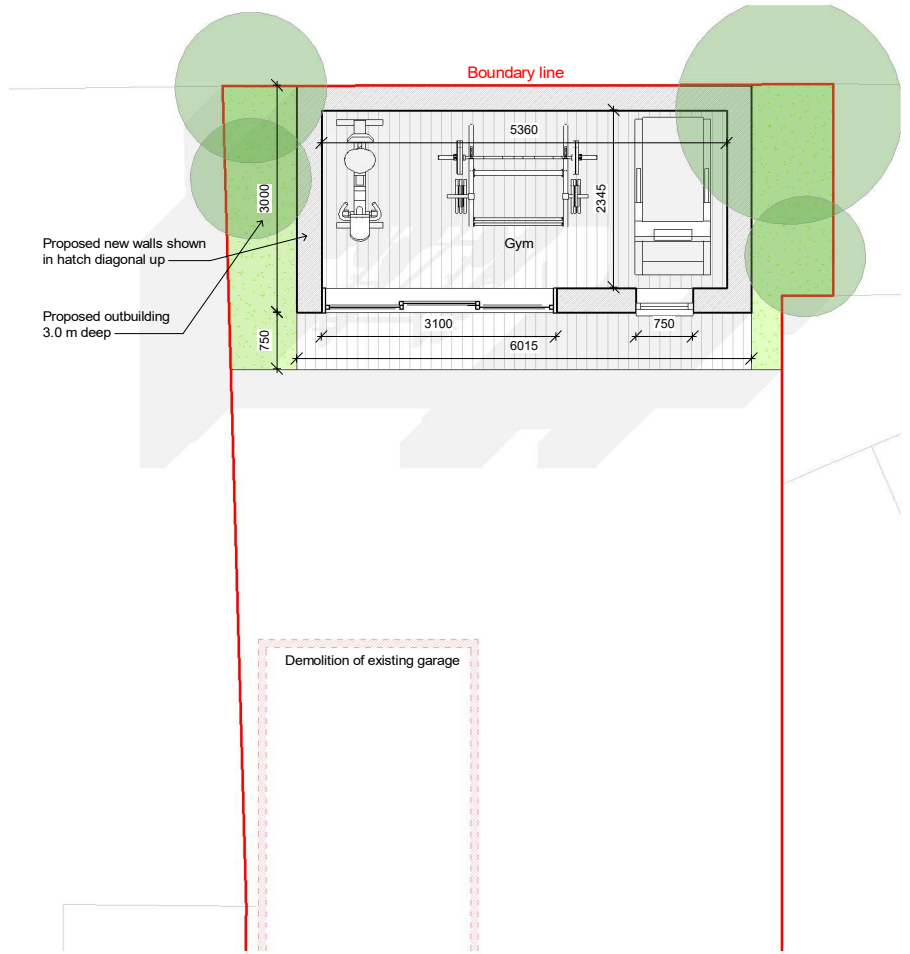 Boundary line
5360
3000
2345
Proposed new walls shown
in hatch diagonal up
Gym
Proposed outbuilding
3.0 m deep
3100
750
750
6015
Demolition of existing garage